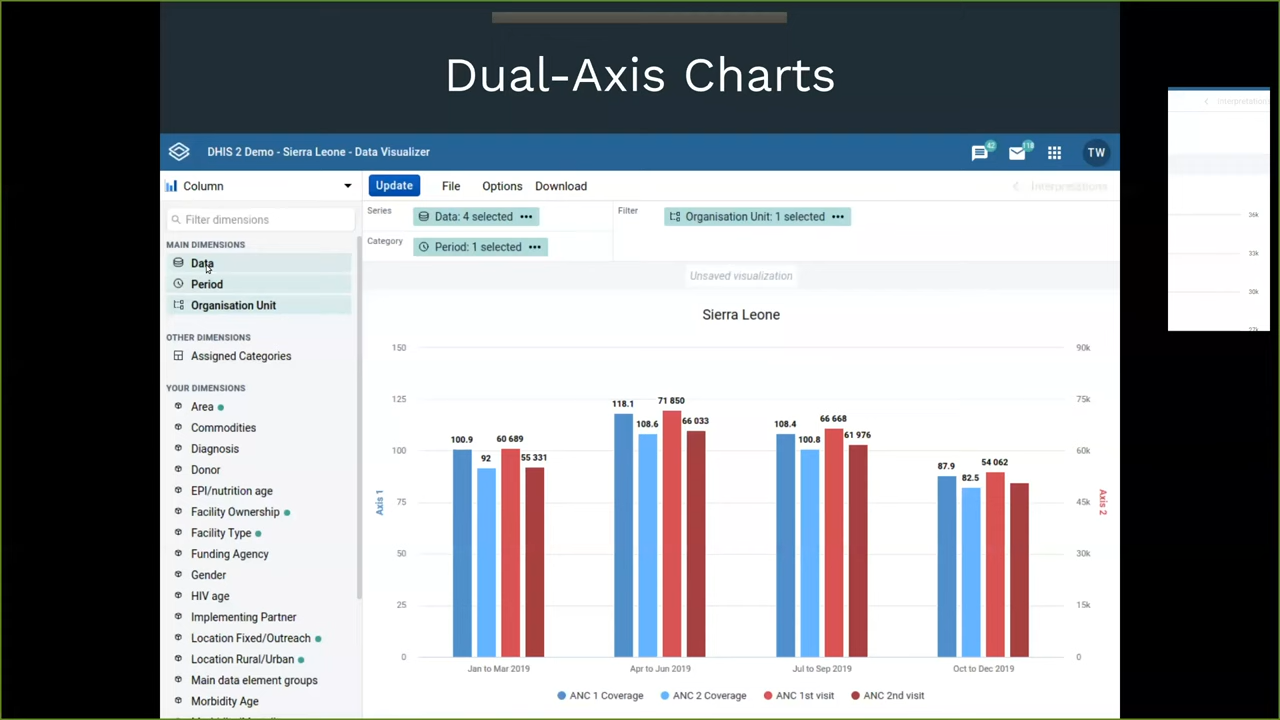 Dual-Axis Charts
DHIS 2 Demo - Sierra Leone - Data Visualizer
42
118
TW
Column
Update
File
Options
Download
Interpretations
Interpretations
Filter dimensions
Series
Data: 4 selected
Filter
Organisation Unit: 1 selected
Category
Period: 1 selected
MAIN DIMENSIONS
Data
Period
Organisation Unit
OTHER DIMENSIONS
Assigned Categories
YOUR DIMENSIONS
Area
Commodities
Diagnosis
Donor
EPI/nutrition age
Facility Ownership
Facility Type
Funding Agency
Gender
HIV age
Implementing Partner
Location Fixed/Outreach
Location Rural/Urban
Main data element groups
Morbidity Age
Unsaved visualization
Sierra Leone
150
125
100
75
50
25
0
Axis 1
100.9
92
60 689
55 331
118.1
108.6
71 850
66 033
108.4
100.8
66 668
61 976
87.9
82.5
54 062
90k
75k
60k
45k
30k
15k
0
Axis 2
Jan to Mar 2019
Apr to Jun 2019
Jul to Sep 2019
Oct to Dec 2019
ANC 1 Coverage
ANC 2 Coverage
ANC 1st visit
ANC 2nd visit
36k
33k
30k